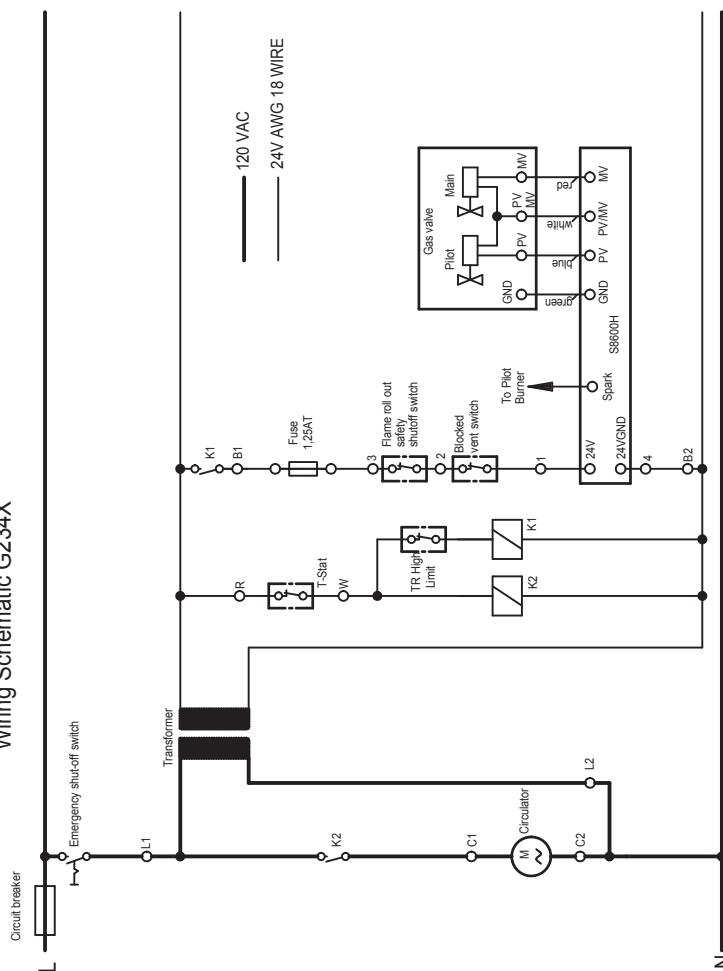 Wiring Schematic G234X
120 VAC
24V AWG 18 WIRE
Circuit breaker
L
Emergency shut-off switch
L1
Transformer
K2
L2
C1
M
Circulator
C2
N
R
T-Stat
W
TR High
Limit
K2
K1
K1
B1
Fuse
1,25AT
3
Flame roll out
safety
shutoff switch
2
Blocked
vent switch
1
24V
24VGND
4
B2
To Pilot
Burner
Spark
S8600H
Gas valve
Pilot
Main
GND
PV
PV
MV
MV
green
blue
white
red
GND
PV
PV/MV
MV